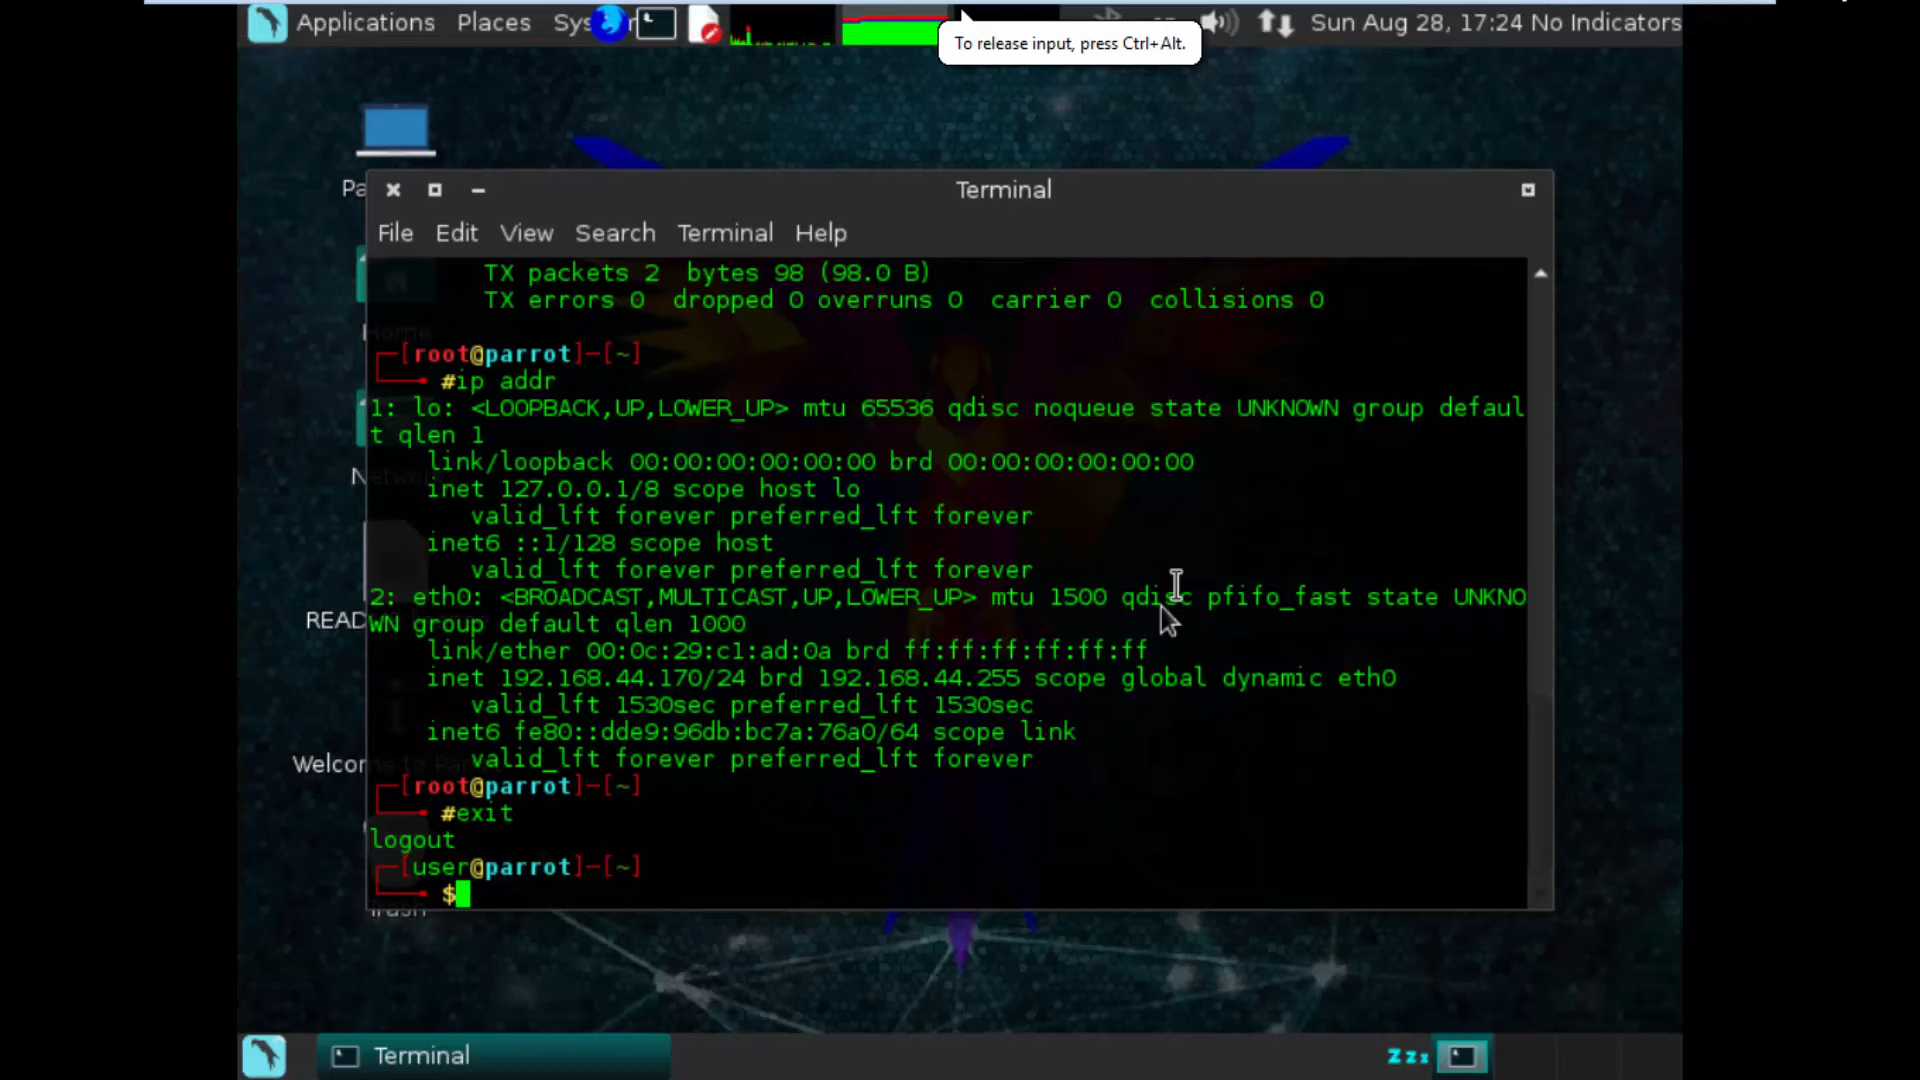 Applications Places Sys
Sun Aug 28, 17:24 No Indicators
To release input, press Ctrl+Alt.
Pa
Terminal
File Edit View Search Terminal Help
TX packets 2 bytes 98 (98.0 B)
TX errors 0 dropped 0 overruns 0 carrier 0 collisions 0
Home
[root@parrot]-[~]
#ip addr
1: lo: <LOOPBACK,UP,LOWER_UP> mtu 65536 qdisc noqueue state UNKNOWN group defaul
t qlen 1
link/loopback 00:00:00:00:00:00 brd 00:00:00:00:00:00
Network
inet 127.0.0.1/8 scope host lo
valid_lft forever preferred_lft forever
inet6 ::1/128 scope host
valid_lft forever preferred_lft forever
2: eth0: <BROADCAST,MULTICAST,UP,LOWER_UP> mtu 1500 qdisc pfifo_fast state UNKNO
READ
WN group default qlen 1000
link/ether 00:0c:29:c1:ad:0a brd ff:ff:ff:ff:ff:ff
inet 192.168.44.170/24 brd 192.168.44.255 scope global dynamic eth0
valid_lft 1530sec preferred_lft 1530sec
inet6 fe80::dde9:96db:bc7a:76a0/64 scope link
Welcome to Parrot
valid_lft forever preferred_lft forever
[root@parrot]-[~]
#exit
logout
[user@parrot]-[~]
$
Trash
Terminal
Zzz